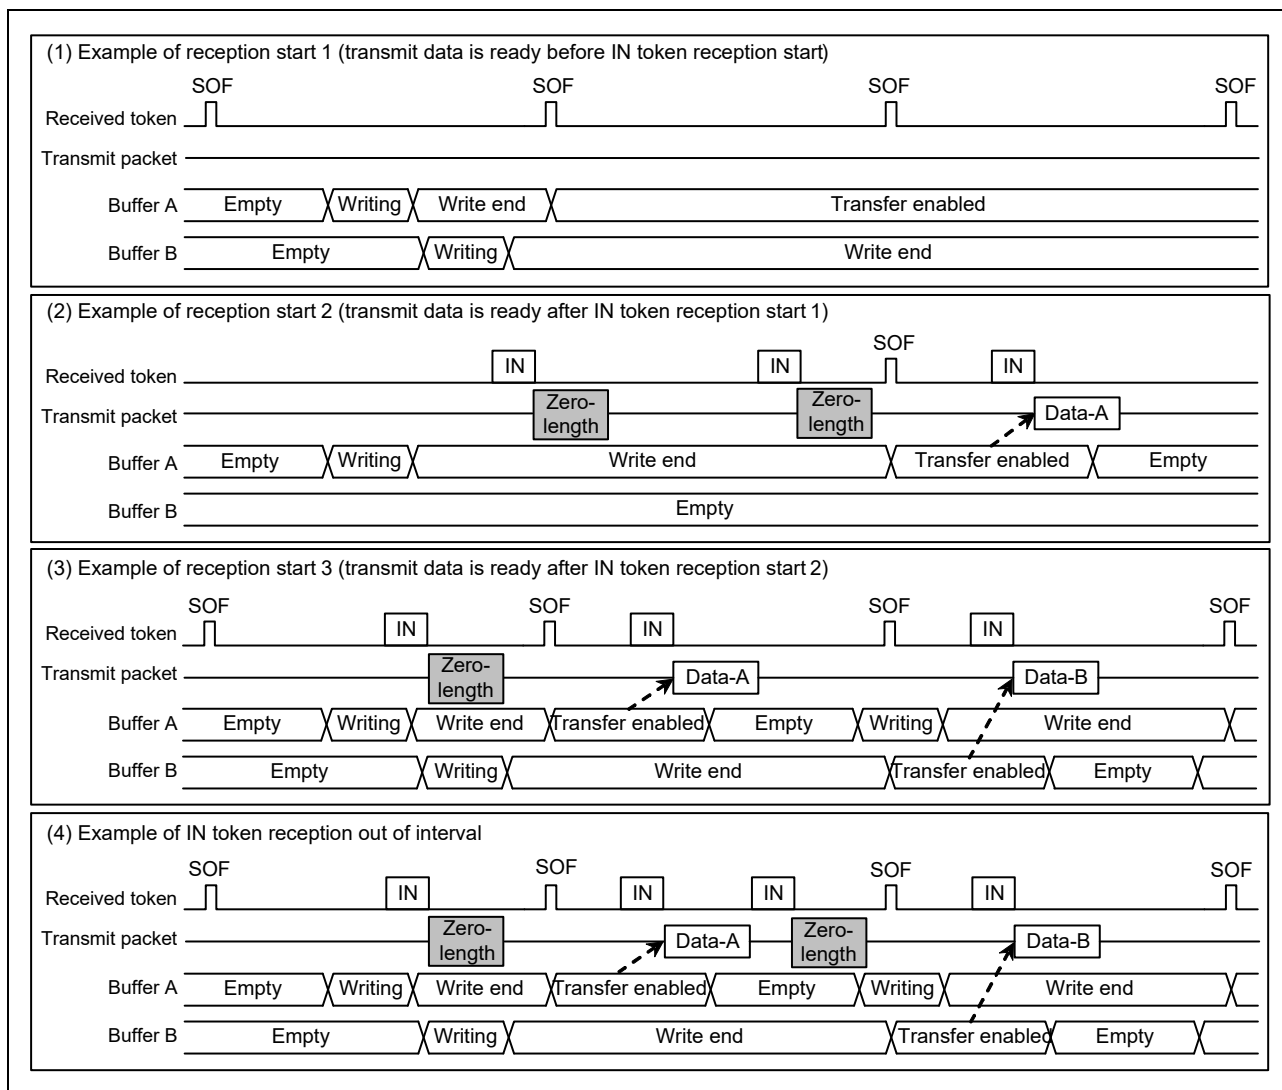 (1) Example of reception start 1 (transmit data is ready before IN token reception start)
SOF SOF SOF SOF
Received token
Transmit packet
Buffer A Empty Writing Write end Transfer enabled
Buffer B Empty Writing Write end
(2) Example of reception start 2 (transmit data is ready after IN token reception start 1)
SOF
Received token IN IN IN
Transmit packet Zero-length Zero-length Data-A
Buffer A Empty Writing Write end Transfer enabled Empty
Buffer B Empty
(3) Example of reception start 3 (transmit data is ready after IN token reception start 2)
SOF SOF SOF SOF
Received token IN IN IN
Transmit packet Zero-length Data-A Data-B
Buffer A Empty Writing Write end Transfer enabled Empty Writing Write end
Buffer B Empty Writing Write end Transfer enabled Empty
(4) Example of IN token reception out of interval
SOF SOF SOF SOF
Received token IN IN IN IN
Transmit packet Zero-length Data-A Zero-length Data-B
Buffer A Empty Writing Write end Transfer enabled Empty Writing Write end
Buffer B Empty Writing Write end Transfer enabled Empty